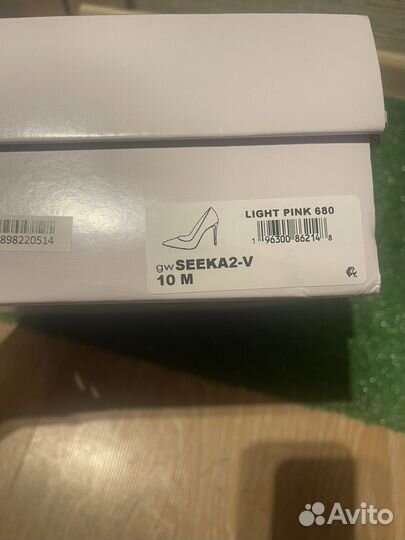 LIGHT PINK 680
1 96300 86214 8
898220514
gwSEEKA2-V
10 M
Avito